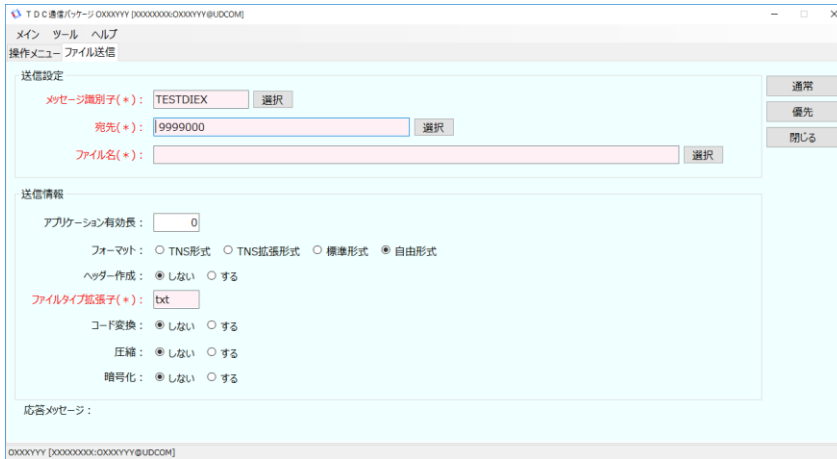 ＴＤＣ通信パッケージ OXXXYYY [XXXXXXXX:OXXXYYY@UDCOM]
メイン ツール ヘルプ
操作メニュー ファイル送信
送信設定
メッセージ識別子(＊)： TESTDIEX 選択
宛先(＊)： 9999000 選択
ファイル名(＊)： 選択
通常
優先
閉じる
送信情報
アプリケーション有効長： 0
フォーマット： TNS形式 TNS拡張形式 標準形式 自由形式
ヘッダー作成： しない する
ファイルタイプ拡張子(＊)： txt
コード変換： しない する
圧縮： しない する
暗号化： しない する
応答メッセージ：
OXXXYYY [XXXXXXXX:OXXXYYY@UDCOM]